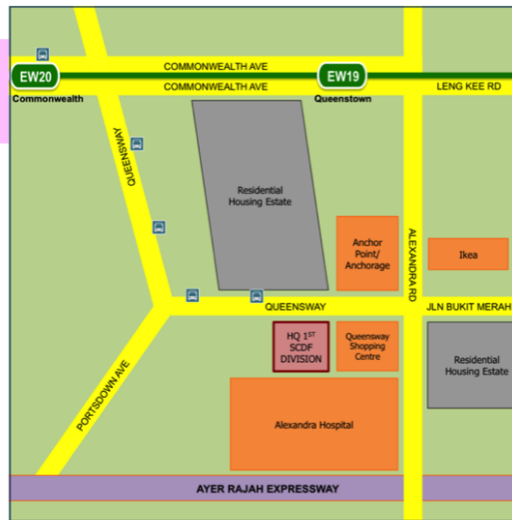 COMMONWEALTH AVE
EW20
EW19
COMMONWEALTH AVE
LENG KEE RD
Commonwealth
Queenstown
QUEENSWAY
Residential
Housing Estate
Anchor
Point/
Anchorage
ALEXANDRA RD
Ikea
QUEENSWAY
JLN BUKIT MERAH
HQ 1ST
SCDF
DIVISION
Queensway
Shopping
Centre
Residential
Housing Estate
PORTSDOWN AVE
Alexandra Hospital
AYER RAJAH EXPRESSWAY